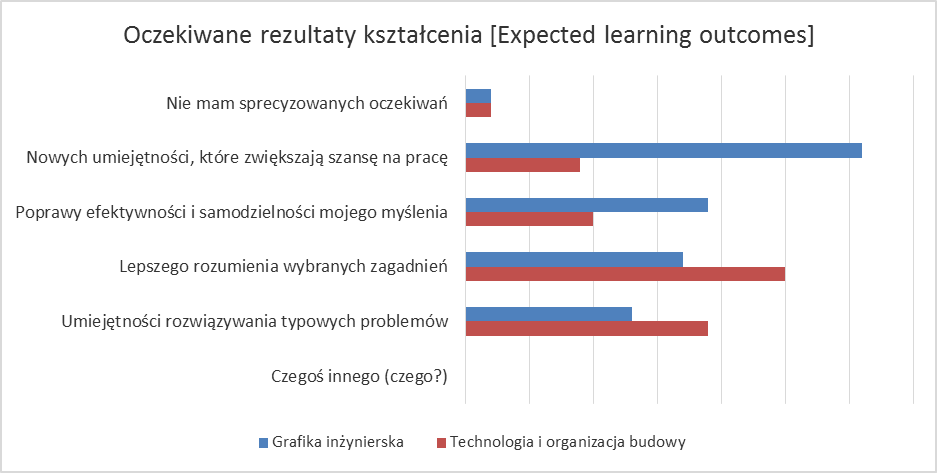 Oczekiwane rezultaty kształcenia [Expected learning outcomes]
Nie mam sprecyzowanych oczekiwań
Nowych umiejętności, które zwiększają szansę na pracę
Poprawy efektywności i samodzielności mojego myślenia
Lepszego rozumienia wybranych zagadnień
Umiejętności rozwiązywania typowych problemów
Czegoś innego (czego?)
Grafika inżynierska
Technologia i organizacja budowy